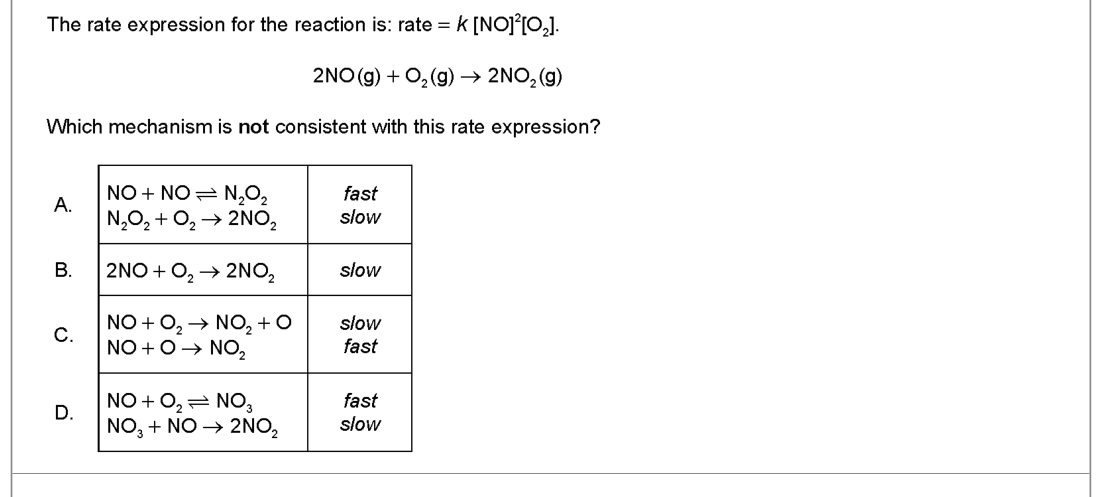 The rate expression for the reaction is: rate = k [NO]²[O₂].
2NO(g) + O₂(g) → 2NO₂(g)
Which mechanism is not consistent with this rate expression?
A.
NO + NO ⇌ N₂O₂ fast
N₂O₂ + O₂ → 2NO₂ slow
B. 2NO + O₂ → 2NO₂ slow
C.
NO + O₂ → NO₂ + O slow
NO + O → NO₂ fast
D.
NO + O₂ ⇌ NO₃ fast
NO₃ + NO → 2NO₂ slow